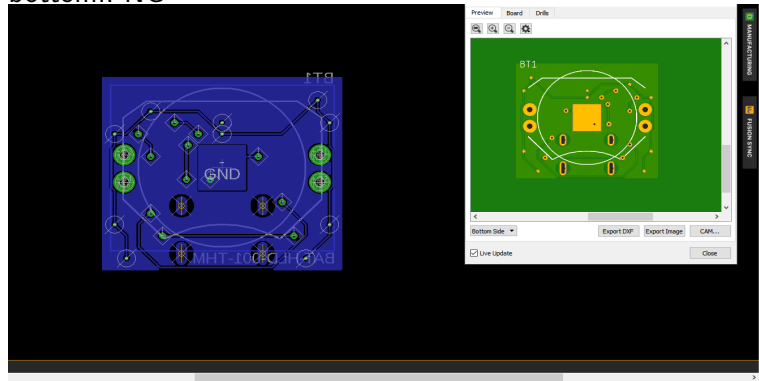 bottom.PNG
Preview Board Drills
MANUFACTURING
FUSION SYNC
BT1
BT1
GND
Bottom Side
Export DXF Export Image CAM...
Live Update
Close